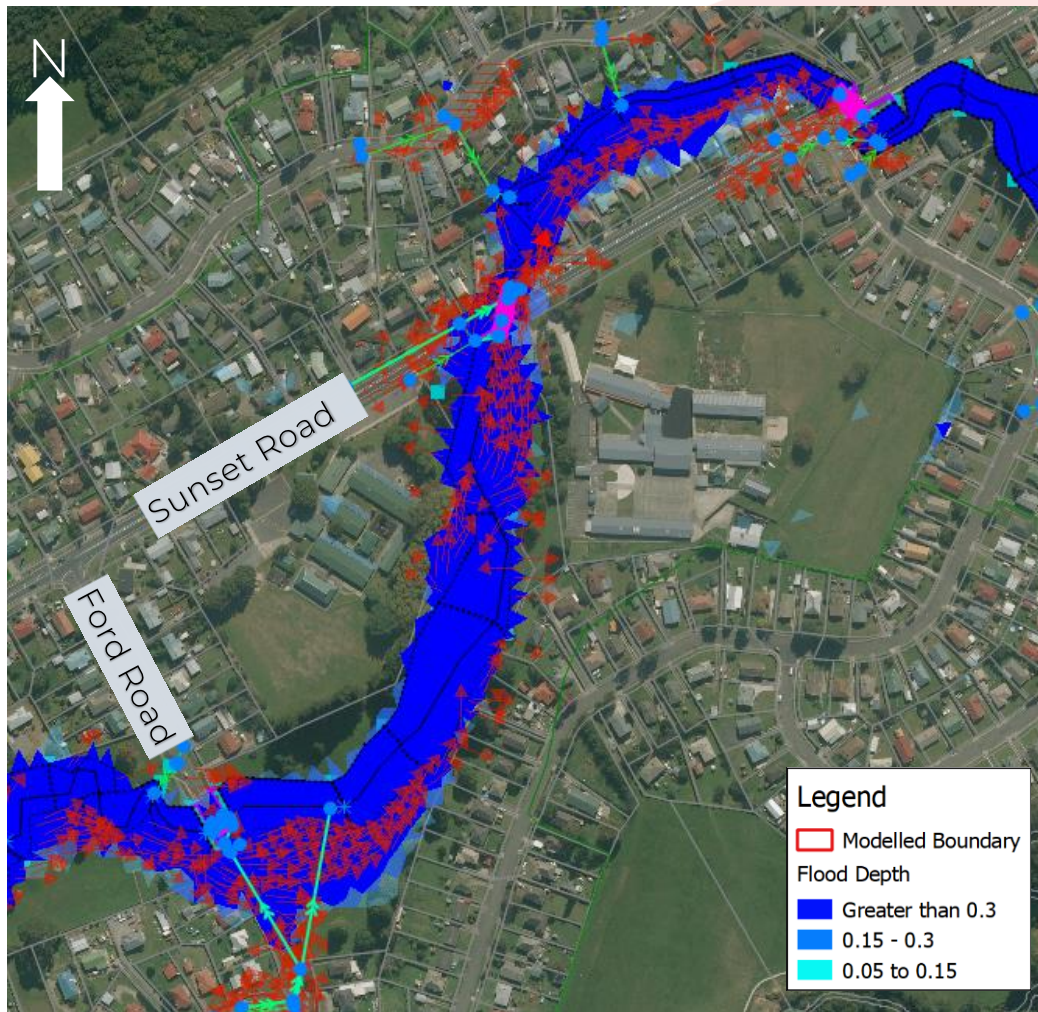 N
Sunset Road
Ford Road
Legend
Modelled Boundary
Flood Depth
Greater than 0.3
0.15 - 0.3
0.05 to 0.15